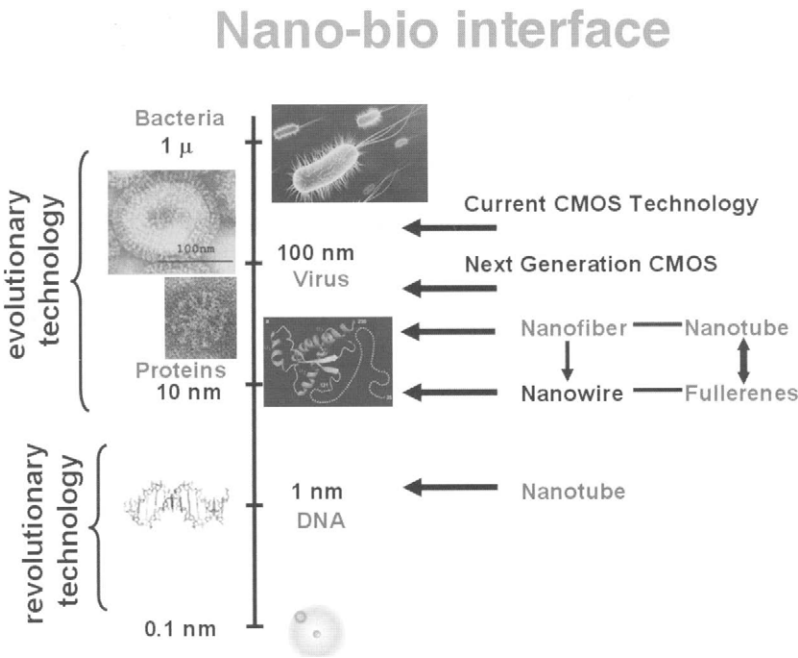 Nano-bio interface
Bacteria
1 μ
evolutionary
technology
100nm
100 nm
Virus
Proteins
10 nm
Current CMOS Technology
Next Generation CMOS
Nanofiber
Nanotube
Nanowire
Fullerenes
revolutionary
technology
1 nm
DNA
Nanotube
0.1 nm